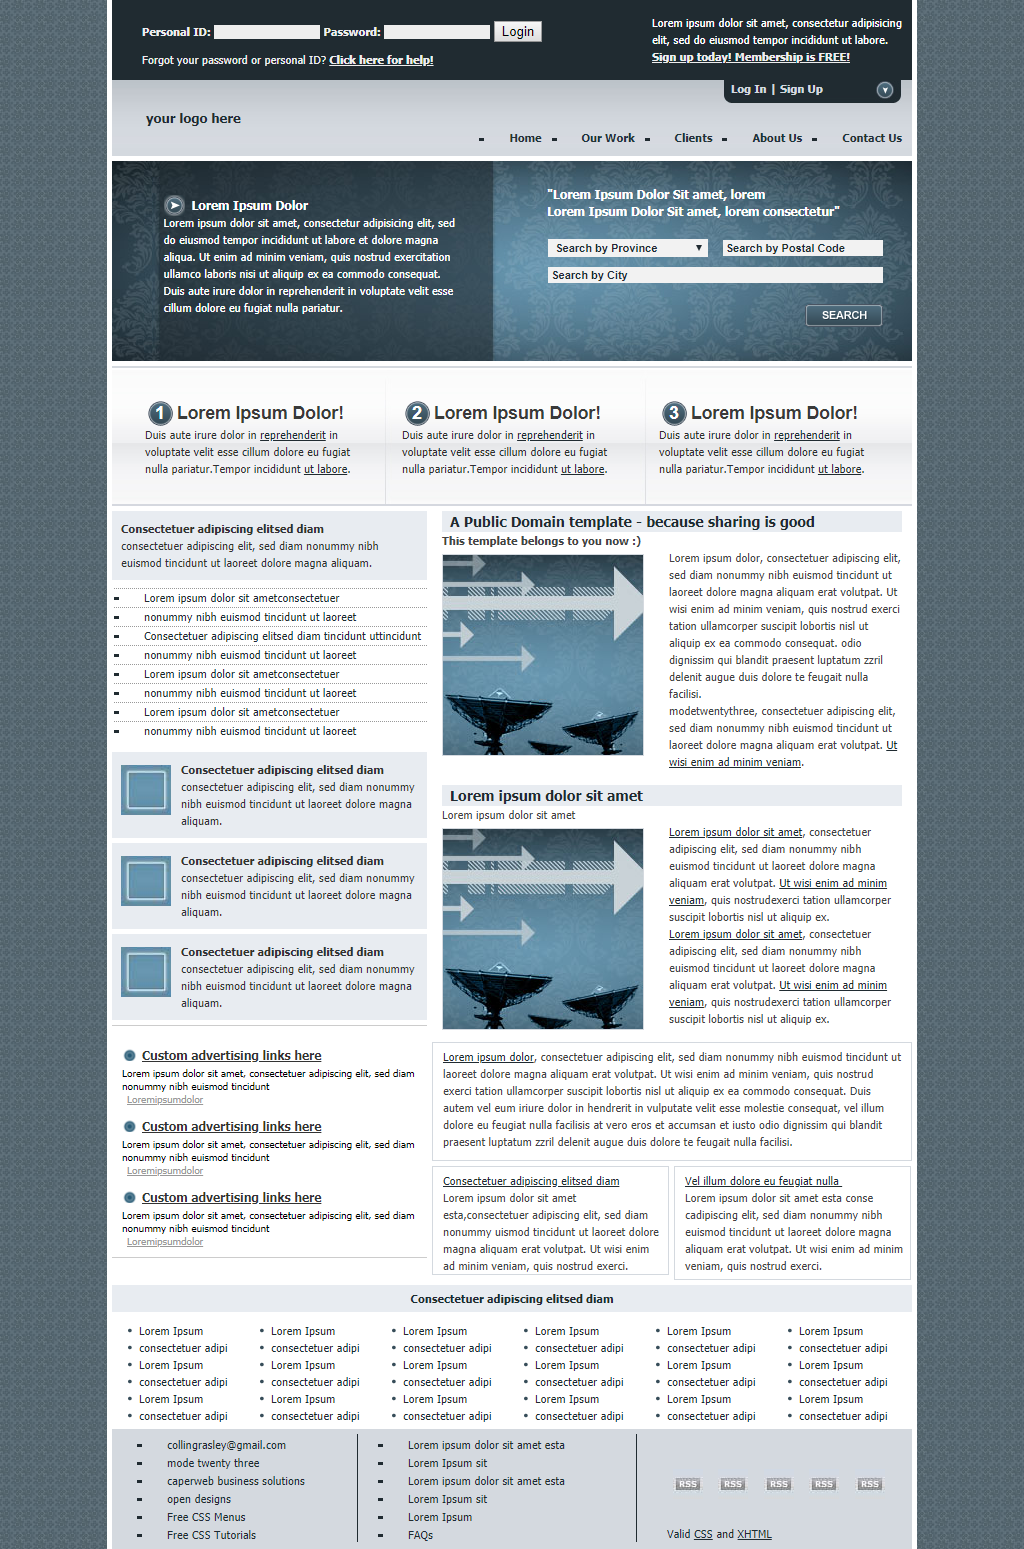 Personal ID: Password: Login
Forgot your password or personal ID? Click here for help!
Lorem ipsum dolor sit amet, consectetur adipisicing
elit, sed do eiusmod tempor incididunt ut labore.
Sign up today! Membership is FREE!
Log In | Sign Up
your logo here
Home Our Work Clients About Us Contact Us
Lorem Ipsum Dolor
Lorem ipsum dolor sit amet, consectetur adipisicing elit, sed
do eiusmod tempor incididunt ut labore et dolore magna
aliqua. Ut enim ad minim veniam, quis nostrud exercitation
ullamco laboris nisi ut aliquip ex ea commodo consequat.
Duis aute irure dolor in reprehenderit in voluptate velit esse
cillum dolore eu fugiat nulla pariatur.
"Lorem Ipsum Dolor Sit amet, lorem
Lorem Ipsum Dolor Sit amet, lorem consectetur"
Search by Province Search by Postal Code
Search by City
SEARCH
1 Lorem Ipsum Dolor!
Duis aute irure dolor in reprehenderit in
voluptate velit esse cillum dolore eu fugiat
nulla pariatur.Tempor incididunt ut labore.
2 Lorem Ipsum Dolor!
Duis aute irure dolor in reprehenderit in
voluptate velit esse cillum dolore eu fugiat
nulla pariatur.Tempor incididunt ut labore.
3 Lorem Ipsum Dolor!
Duis aute irure dolor in reprehenderit in
voluptate velit esse cillum dolore eu fugiat
nulla pariatur.Tempor incididunt ut labore.
Consectetuer adipiscing elitsed diam
consectetuer adipiscing elit, sed diam nonummy nibh
euismod tincidunt ut laoreet dolore magna aliquam.
Lorem ipsum dolor sit ametconsectetuer
nonummy nibh euismod tincidunt ut laoreet
Consectetuer adipiscing elitsed diam tincidunt uttincidunt
nonummy nibh euismod tincidunt ut laoreet
Lorem ipsum dolor sit ametconsectetuer
nonummy nibh euismod tincidunt ut laoreet
Lorem ipsum dolor sit ametconsectetuer
nonummy nibh euismod tincidunt ut laoreet
Consectetuer adipiscing elitsed diam
consectetuer adipiscing elit, sed diam nonummy
nibh euismod tincidunt ut laoreet dolore magna
aliquam.
Consectetuer adipiscing elitsed diam
consectetuer adipiscing elit, sed diam nonummy
nibh euismod tincidunt ut laoreet dolore magna
aliquam.
Consectetuer adipiscing elitsed diam
consectetuer adipiscing elit, sed diam nonummy
nibh euismod tincidunt ut laoreet dolore magna
aliquam.
Custom advertising links here
Lorem ipsum dolor sit amet, consectetuer adipiscing elit, sed diam
nonummy nibh euismod tincidunt
Loremipsumdolor
Custom advertising links here
Lorem ipsum dolor sit amet, consectetuer adipiscing elit, sed diam
nonummy nibh euismod tincidunt
Loremipsumdolor
Custom advertising links here
Lorem ipsum dolor sit amet, consectetuer adipiscing elit, sed diam
nonummy nibh euismod tincidunt
Loremipsumdolor
A Public Domain template - because sharing is good
This template belongs to you now :)
Lorem ipsum dolor, consectetuer adipiscing elit,
sed diam nonummy nibh euismod tincidunt ut
laoreet dolore magna aliquam erat volutpat. Ut
wisi enim ad minim veniam, quis nostrud exerci
tation ullamcorper suscipit lobortis nisl ut
aliquip ex ea commodo consequat. odio
dignissim qui blandit praesent luptatum zzril
delenit augue duis dolore te feugait nulla
facilisi.
modetwentythree, consectetuer adipiscing elit,
sed diam nonummy nibh euismod tincidunt ut
laoreet dolore magna aliquam erat volutpat. Ut
wisi enim ad minim veniam.
Lorem ipsum dolor sit amet
Lorem ipsum dolor sit amet
Lorem ipsum dolor sit amet, consectetuer
adipiscing elit, sed diam nonummy nibh
euismod tincidunt ut laoreet dolore magna
aliquam erat volutpat. Ut wisi enim ad minim
veniam, quis nostrudexerci tation ullamcorper
suscipit lobortis nisl ut aliquip ex.
Lorem ipsum dolor sit amet, consectetuer
adipiscing elit, sed diam nonummy nibh
euismod tincidunt ut laoreet dolore magna
aliquam erat volutpat. Ut wisi enim ad minim
veniam, quis nostrudexerci tation ullamcorper
suscipit lobortis nisl ut aliquip ex.
Lorem ipsum dolor, consectetuer adipiscing elit, sed diam nonummy nibh euismod tincidunt ut
laoreet dolore magna aliquam erat volutpat. Ut wisi enim ad minim veniam, quis nostrud
exerci tation ullamcorper suscipit lobortis nisl ut aliquip ex ea commodo consequat. Duis
autem vel eum iriure dolor in hendrerit in vulputate velit esse molestie consequat, vel illum
dolore eu feugiat nulla facilisis at vero eros et accumsan et iusto odio dignissim qui blandit
praesent luptatum zzril delenit augue duis dolore te feugait nulla facilisi.
Consectetuer adipiscing elitsed diam
Lorem ipsum dolor sit amet
esta,consectetuer adipiscing elit, sed diam
nonummy uismod tincidunt ut laoreet dolore
magna aliquam erat volutpat. Ut wisi enim
ad minim veniam, quis nostrud exerci.
Vel illum dolore eu feugiat nulla
Lorem ipsum dolor sit amet esta conse
cadipiscing elit, sed diam nonummy nibh
euismod tincidunt ut laoreet dolore magna
aliquam erat volutpat. Ut wisi enim ad minim
veniam, quis nostrud exerci.
Consectetuer adipiscing elitsed diam
Lorem Ipsum Lorem Ipsum Lorem Ipsum Lorem Ipsum Lorem Ipsum Lorem Ipsum
consectetuer adipi consectetuer adipi consectetuer adipi consectetuer adipi consectetuer adipi consectetuer adipi
Lorem Ipsum Lorem Ipsum Lorem Ipsum Lorem Ipsum Lorem Ipsum Lorem Ipsum
consectetuer adipi consectetuer adipi consectetuer adipi consectetuer adipi consectetuer adipi consectetuer adipi
Lorem Ipsum Lorem Ipsum Lorem Ipsum Lorem Ipsum Lorem Ipsum Lorem Ipsum
consectetuer adipi consectetuer adipi consectetuer adipi consectetuer adipi consectetuer adipi consectetuer adipi
collingrasley@gmail.com
mode twenty three
caperweb business solutions
open designs
Free CSS Menus
Free CSS Tutorials
Lorem ipsum dolor sit amet esta
Lorem Ipsum sit
Lorem ipsum dolor sit amet esta
Lorem Ipsum sit
Lorem Ipsum
FAQs
RSS RSS RSS RSS RSS
Valid CSS and XHTML